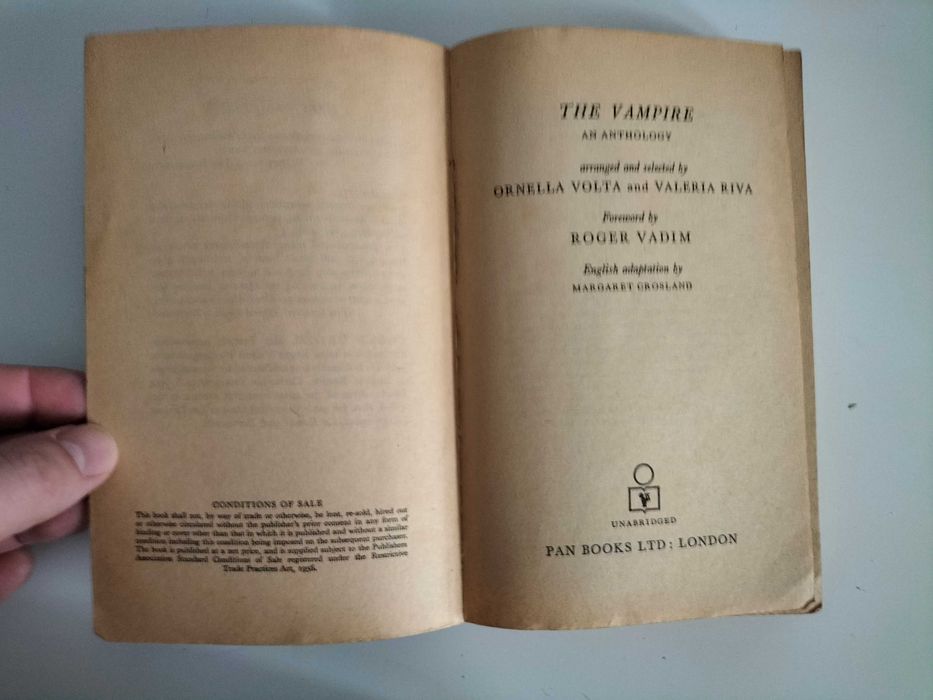 CONDITIONS OF SALE
This book shall not, by way of trade or otherwise, be lent, re-sold, hired out
or otherwise circulated without the publisher's prior consent in any form of
binding or cover other than that in which it is published and without a similar
condition including this condition being imposed on the subsequent purchaser.
The book is published at a net price, and is supplied subject to the Publishers
Association Standard Conditions of Sale registered under the Restrictive
Trade Practices Act, 1956.
THE VAMPIRE
AN ANTHOLOGY
arranged and selected by
ORNELLA VOLTA and VALERIA RIVA
Foreword by
ROGER VADIM
English adaptation by
MARGARET CROSLAND
UNABRIDGED
PAN BOOKS LTD : LONDON